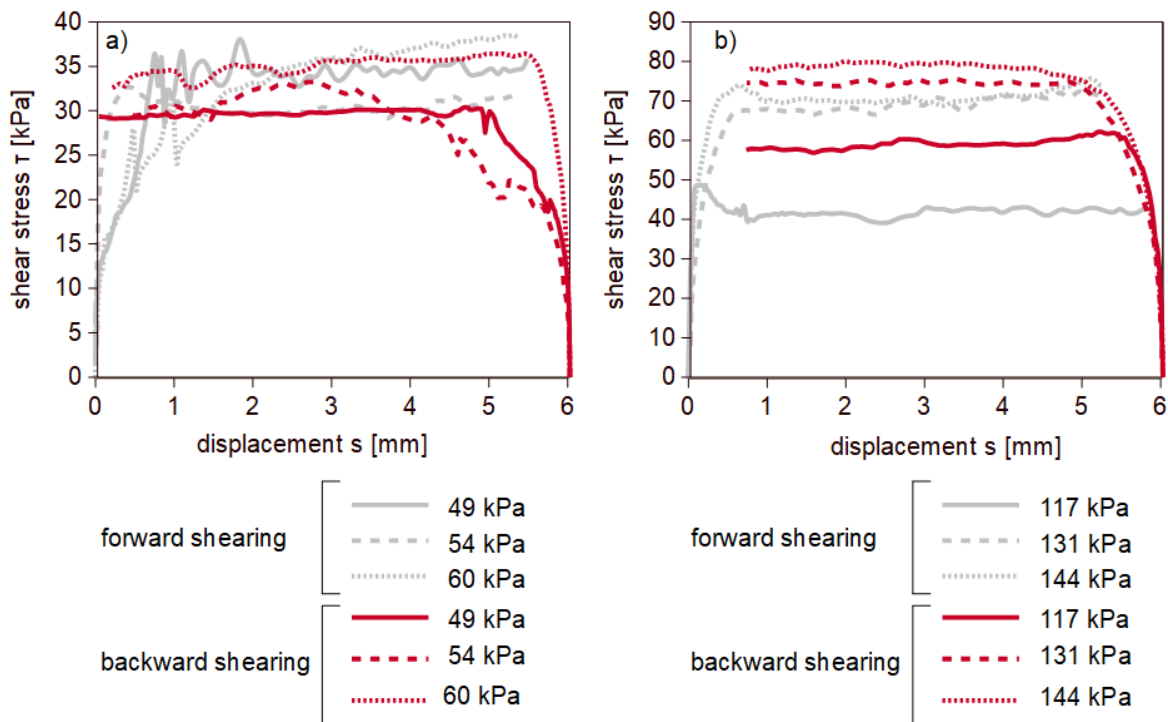 a)
shear stress τ [kPa]
40
35
30
25
20
15
10
5
0
0 1 2 3 4 5 6
displacement s [mm]
b)
shear stress τ [kPa]
90
80
70
60
50
40
30
20
10
0
0 1 2 3 4 5 6
displacement s [mm]
forward shearing
49 kPa
54 kPa
60 kPa
backward shearing
49 kPa
54 kPa
60 kPa
forward shearing
117 kPa
131 kPa
144 kPa
backward shearing
117 kPa
131 kPa
144 kPa